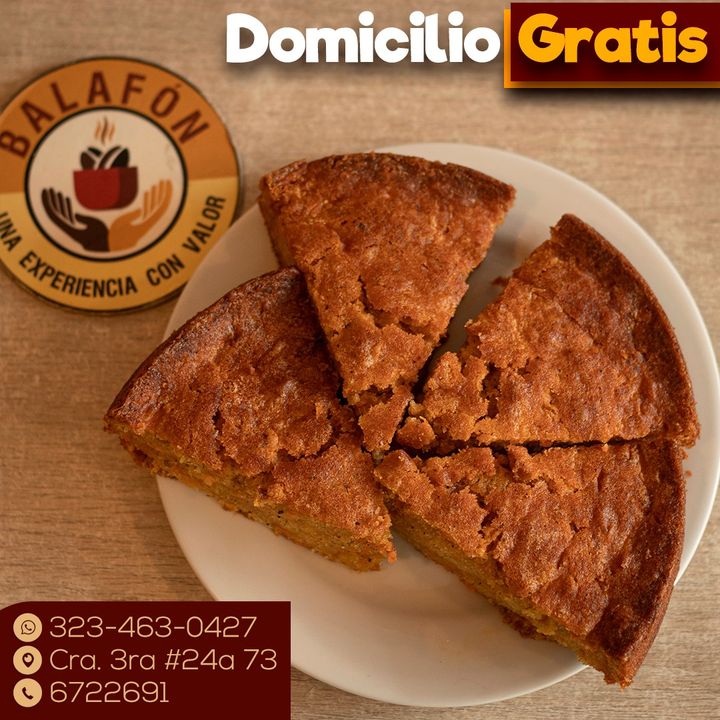 Domicilio Gratis
BALAFÓN
UNA EXPERIENCIA CON VALOR
323-463-0427
Cra. 3ra #24a 73
6722691